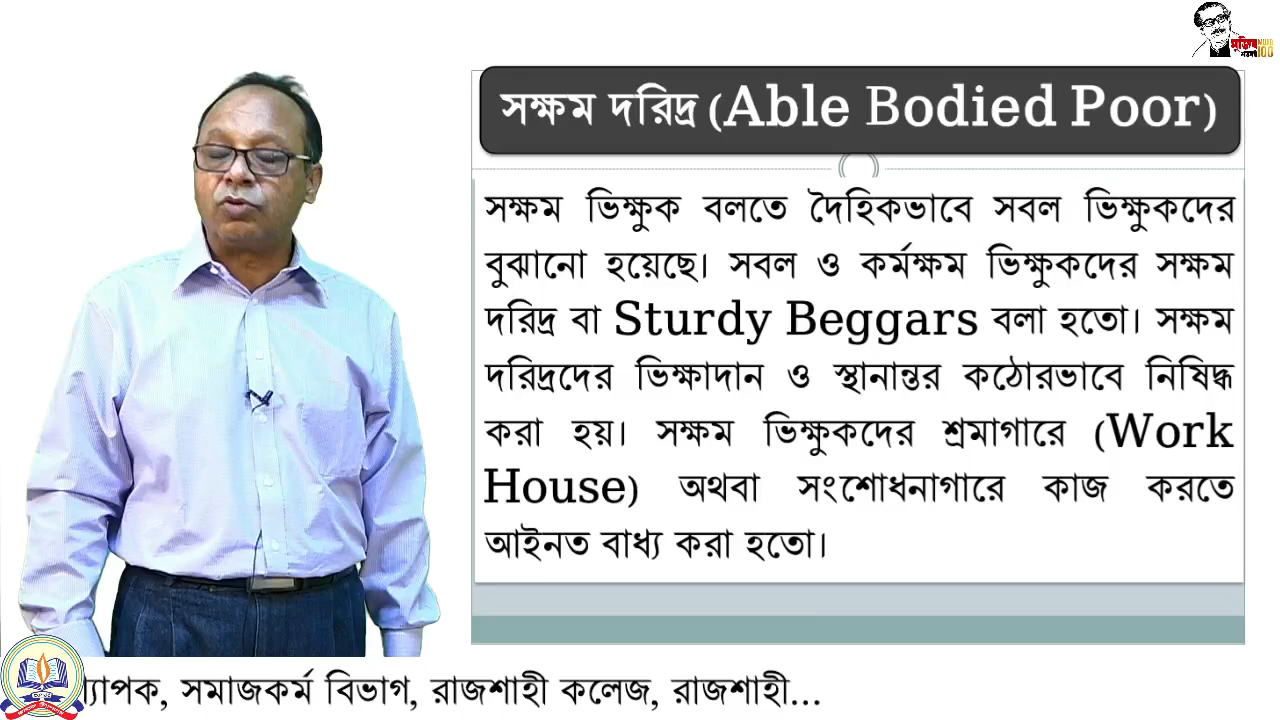 সক্ষম দরিদ্র (Able Bodied Poor)
সক্ষম ভিক্ষুক বলতে দৈহিকভাবে সবল ভিক্ষুকদের
বুঝানো হয়েছে। সবল ও কর্মক্ষম ভিক্ষুকদের সক্ষম
দরিদ্র বা Sturdy Beggars বলা হতো। সক্ষম
দরিদ্রদের ভিক্ষাদান ও স্থানান্তর কঠোরভাবে নিষিদ্ধ
করা হয়। সক্ষম ভিক্ষুকদের শ্রমাগারে (Work
House) অথবা সংশোধনাগারে কাজ করতে
আইনত বাধ্য করা হতো।
সমাজকর্ম বিভাগ, রাজশাহী কলেজ, রাজশাহী...